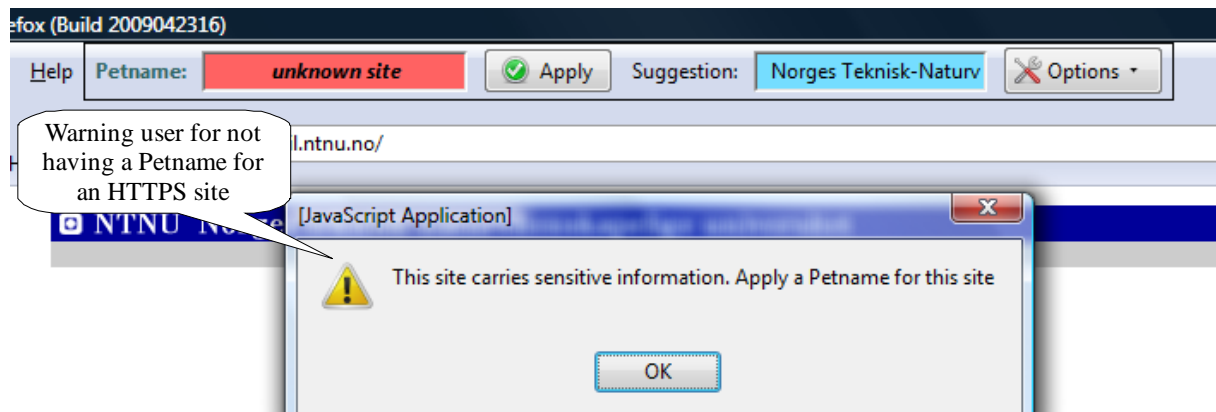 efox (Build 2009042316)
Help Petname: unknown site Apply Suggestion: Norges Teknisk-Naturv Options
Warning user for not
having a Petname for
an HTTPS site
il.ntnu.no/
NTNU
[JavaScript Application]
X
This site carries sensitive information. Apply a Petname for this site
OK